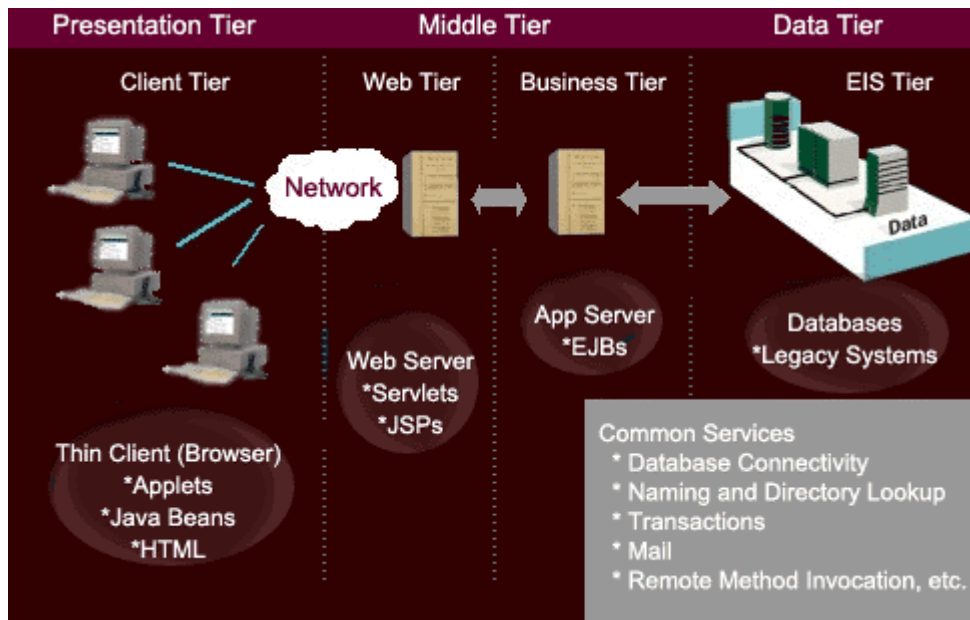 Presentation Tier
Middle Tier
Data Tier
Client Tier
Web Tier
Business Tier
EIS Tier
Network
Data
Thin Client (Browser)
*Applets
*Java Beans
*HTML
Web Server
*Servlets
*JSPs
App Server
*EJBs
Databases
*Legacy Systems
Common Services
* Database Connectivity
* Naming and Directory Lookup
* Transactions
* Mail
* Remote Method Invocation, etc.